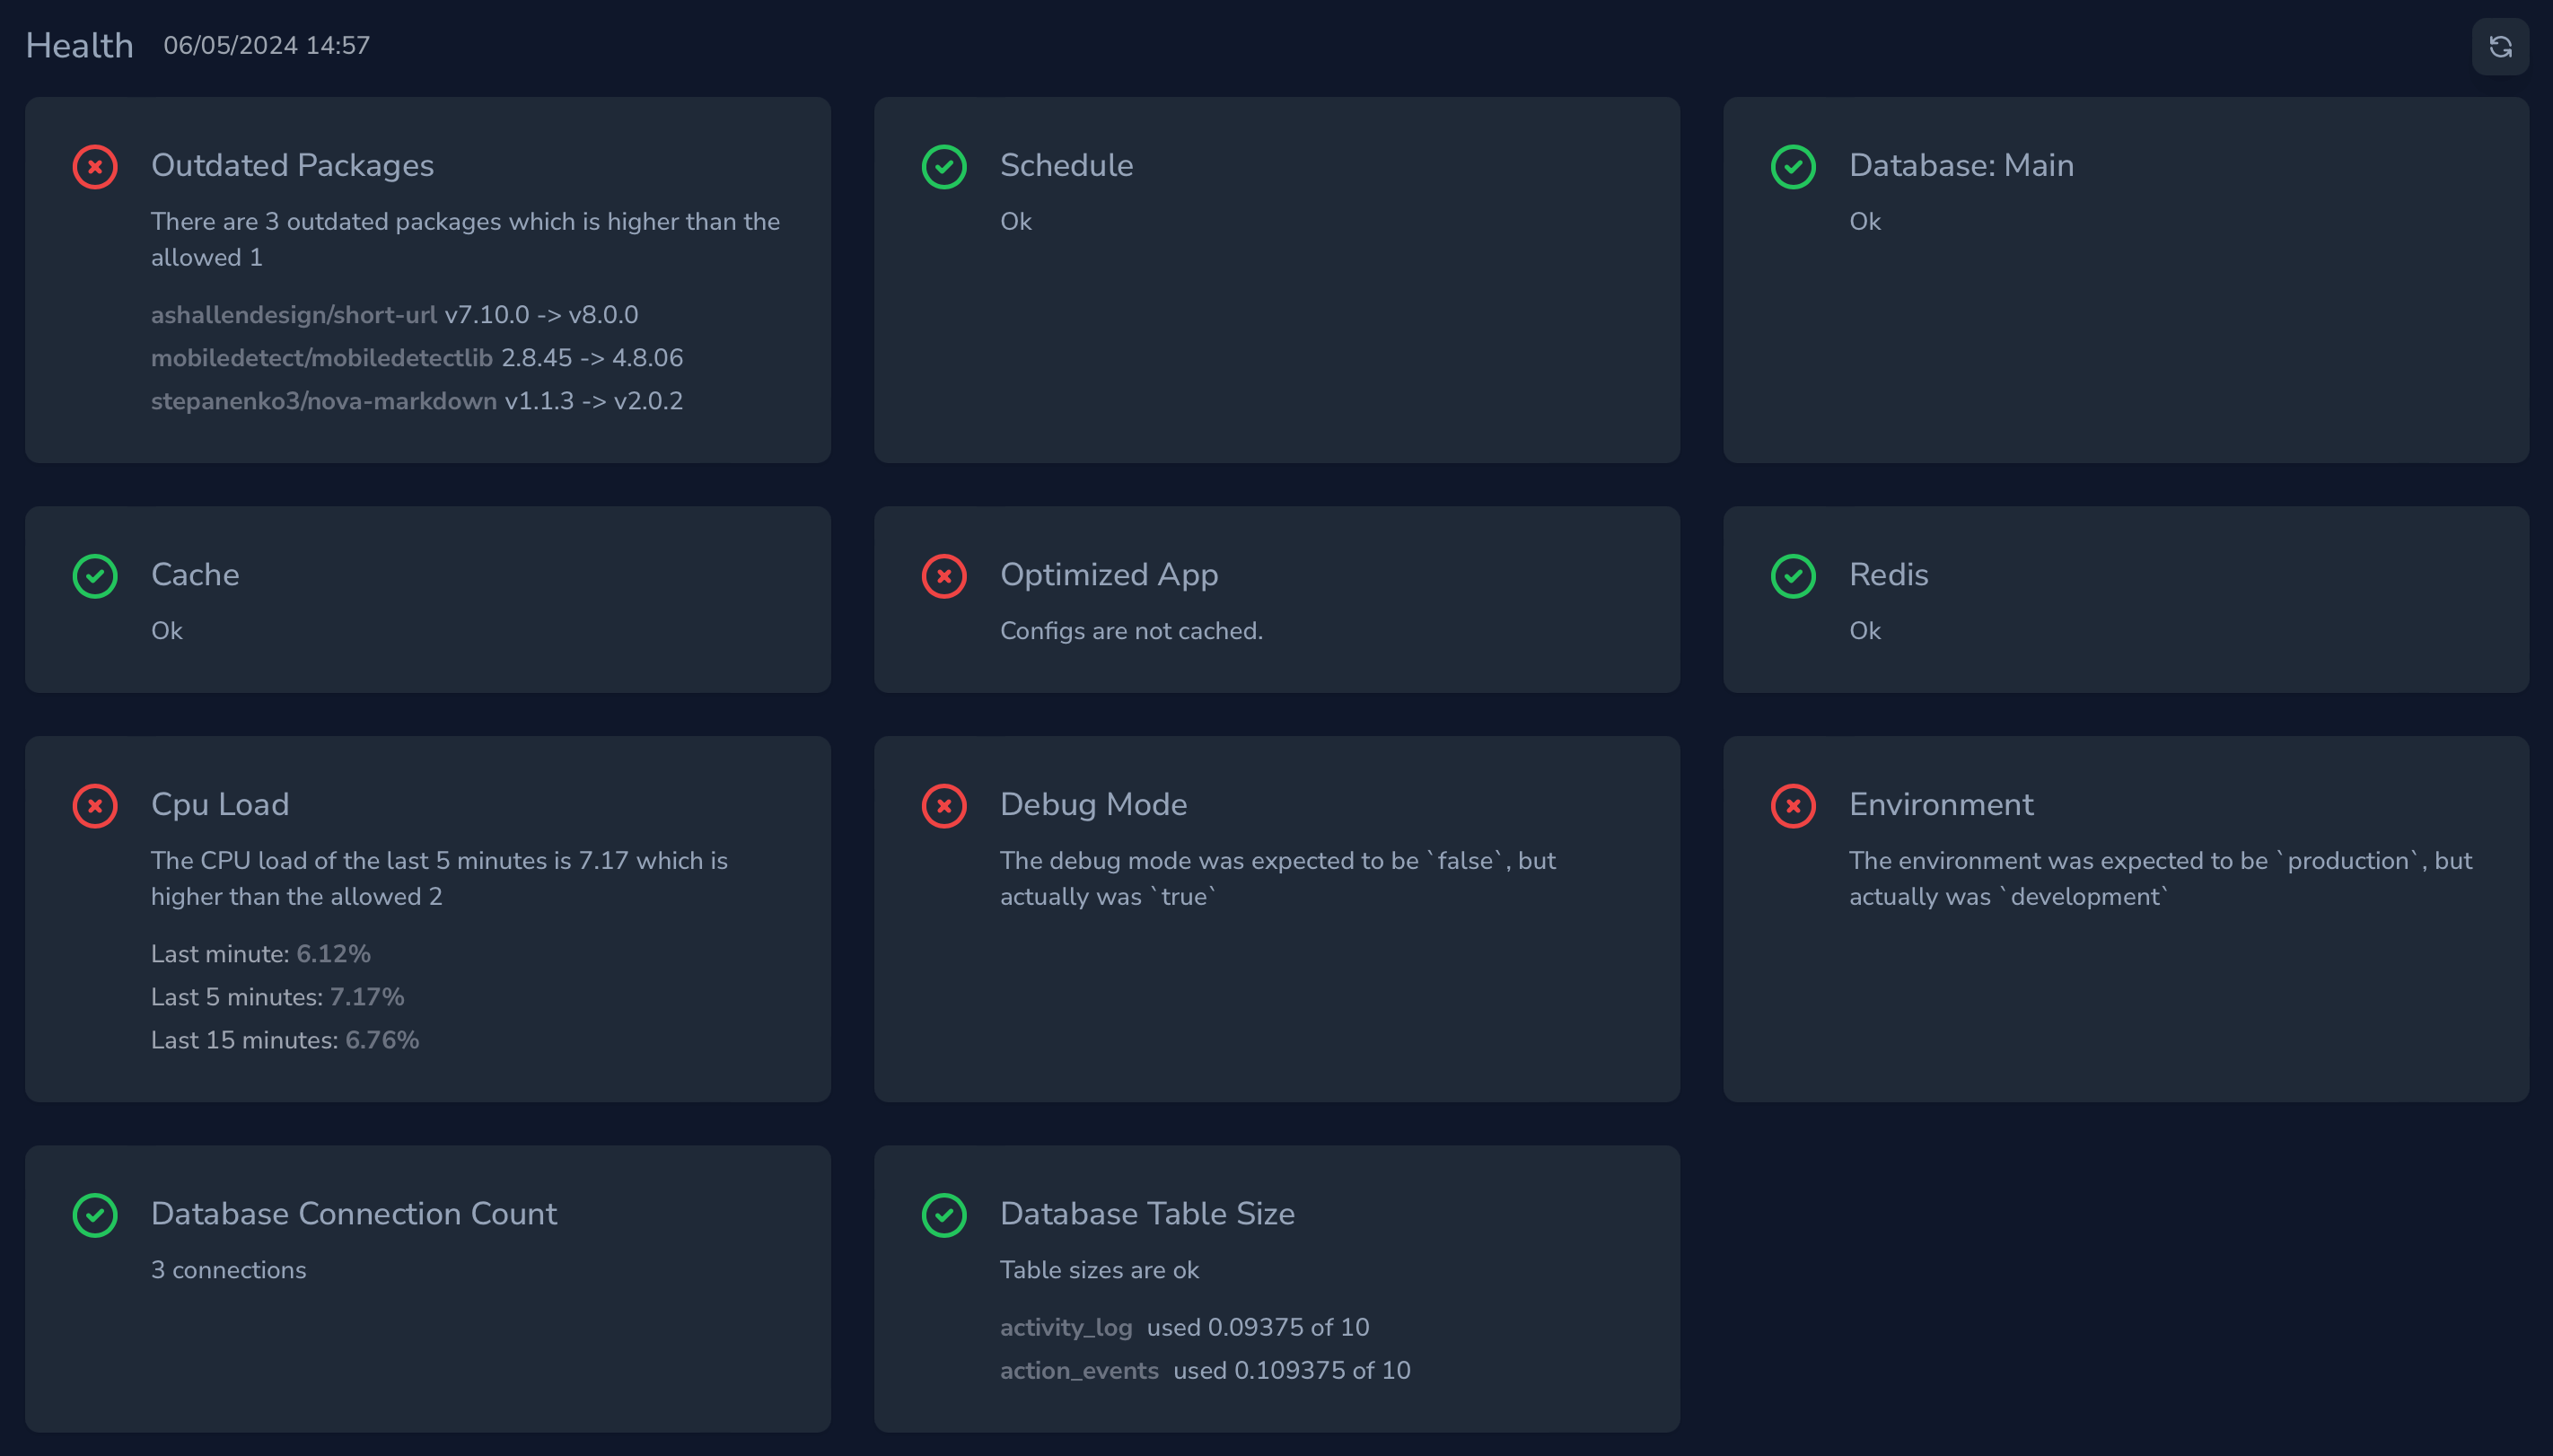 Health 06/05/2024 14:57
Outdated Packages
There are 3 outdated packages which is higher than the
allowed 1
ashallendesign/short-url v7.10.0 -> v8.0.0
mobiledetect/mobiledetectlib 2.8.45 -> 4.8.06
stepanenko3/nova-markdown v1.1.3 -> v2.0.2
Schedule
Ok
Database: Main
Ok
Cache
Ok
Optimized App
Configs are not cached.
Redis
Ok
Cpu Load
The CPU load of the last 5 minutes is 7.17 which is
higher than the allowed 2
Last minute: 6.12%
Last 5 minutes: 7.17%
Last 15 minutes: 6.76%
Debug Mode
The debug mode was expected to be `false`, but
actually was `true`
Environment
The environment was expected to be `production`, but
actually was `development`
Database Connection Count
3 connections
Database Table Size
Table sizes are ok
activity_log used 0.09375 of 10
action_events used 0.109375 of 10